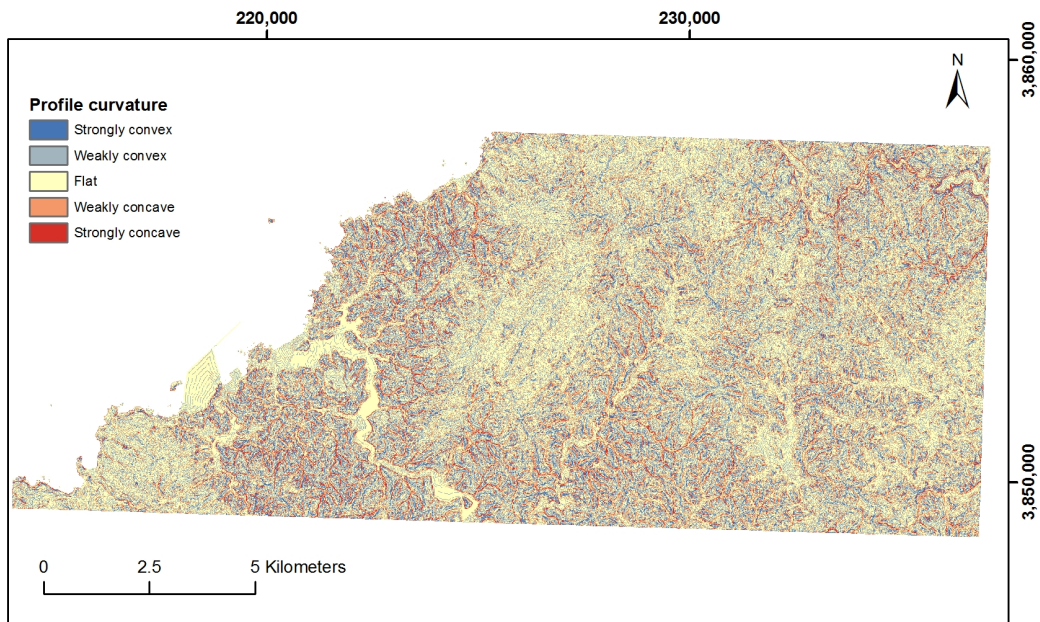 220,000
230,000
3,860,000
N
Profile curvature
Strongly convex
Weakly convex
Flat
Weakly concave
Strongly concave
3,850,000
0
2.5
5 Kilometers